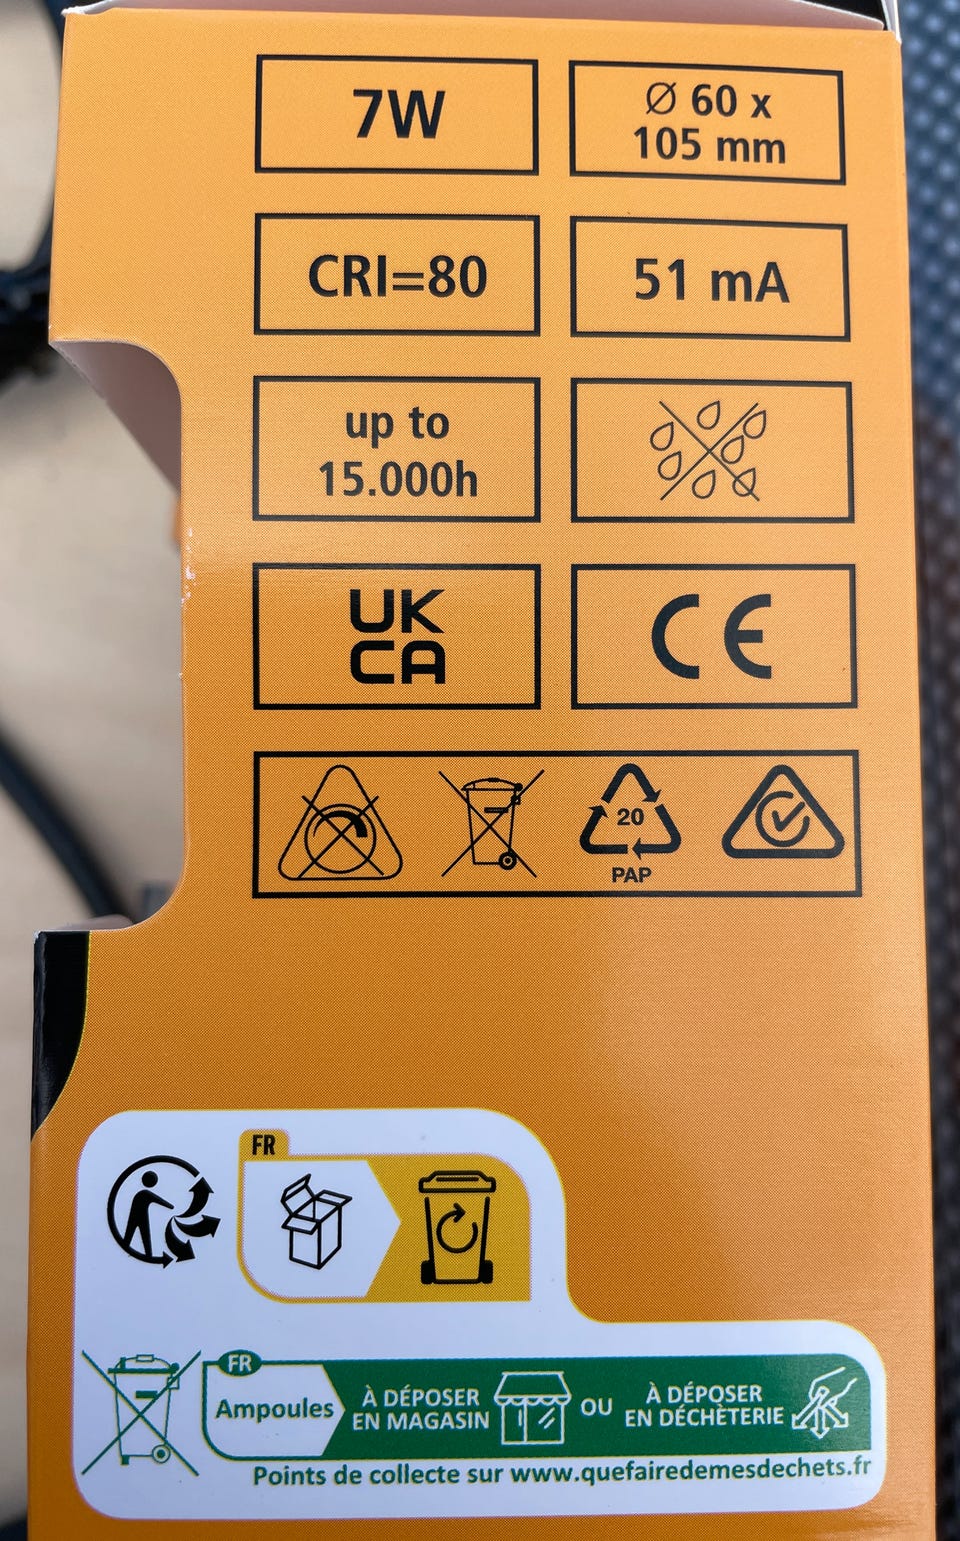 7W
Ø 60 x
105 mm
CRI=80
51 mA
up to
15.000h
UK
CA
CE
20
PAP
FR
FR
Ampoules
À DÉPOSER
EN MAGASIN
OU
À DÉPOSER
EN DÉCHÈTERIE
Points de collecte sur www.quefairedemesdechets.fr